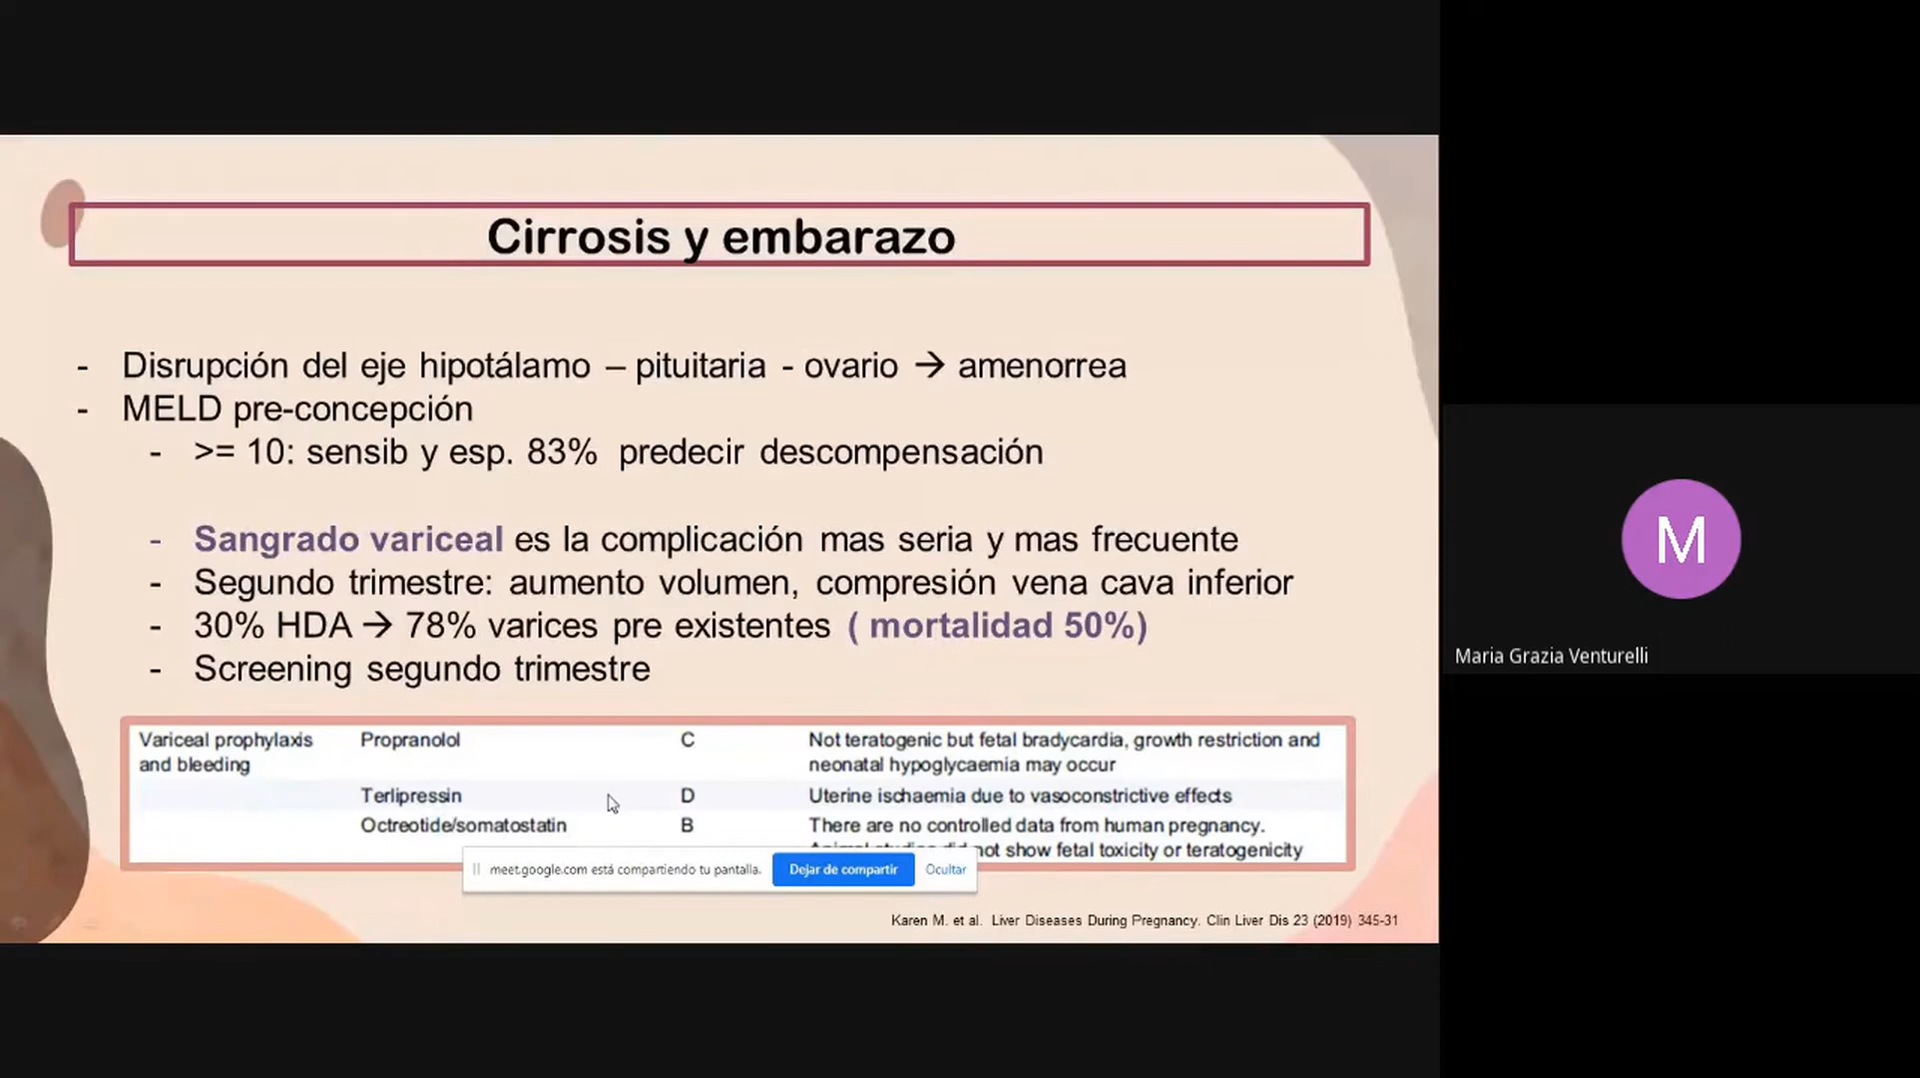 Cirrosis y embarazo
- Disrupción del eje hipotálamo – pituitaria - ovario → amenorrea
- MELD pre-concepción
- >= 10: sensib y esp. 83% predecir descompensación
- Sangrado variceal es la complicación mas seria y mas frecuente
- Segundo trimestre: aumento volumen, compresión vena cava inferior
- 30% HDA → 78% varices pre existentes ( mortalidad 50%)
- Screening segundo trimestre
Variceal prophylaxis Propranolol C Not teratogenic but fetal bradycardia, growth restriction and
and bleeding neonatal hypoglycaemia may occur
Terlipressin D Uterine ischaemia due to vasoconstrictive effects
Octreotide/somatostatin B There are no controlled data from human pregnancy.
not show fetal toxicity or teratogenicity
meet.google.com está compartiendo tu pantalla. Dejar de compartir Ocultar
Karen M. et al. Liver Diseases During Pregnancy. Clin Liver Dis 23 (2019) 345-31
M
Maria Grazia Venturelli